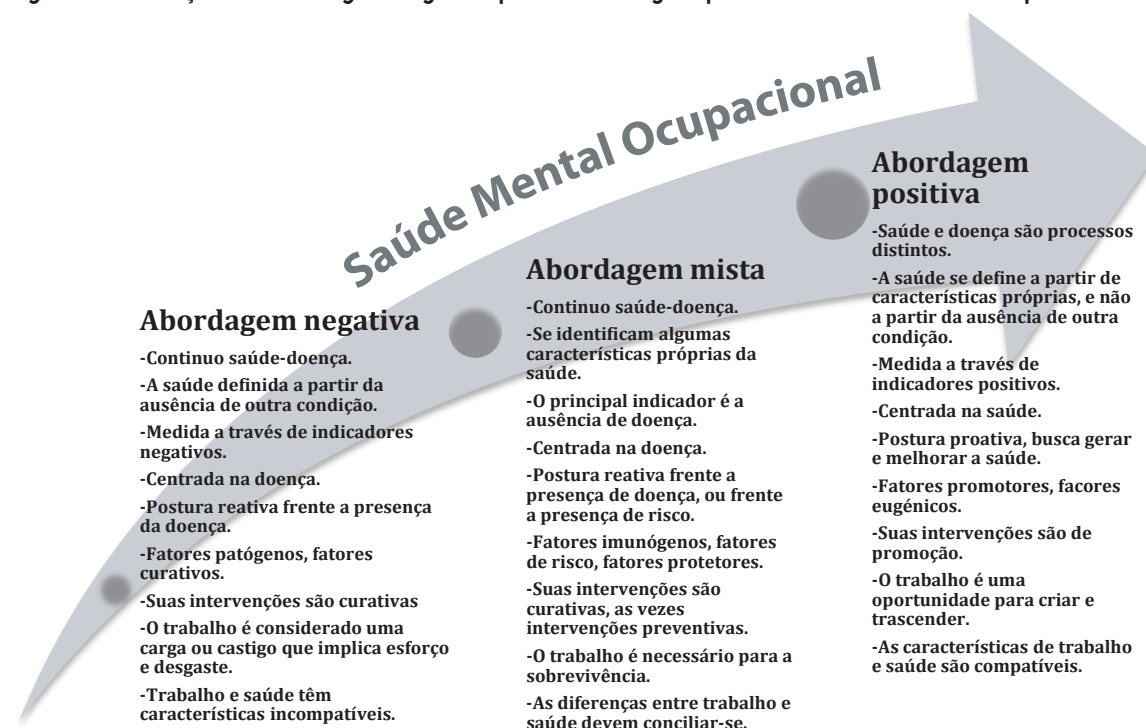 Saúde Mental Ocupacional
Abordagem negativa
-Continuo saúde-doença.
-A saúde definida a partir da
ausência de outra condição.
-Medida a través de indicadores
negativos.
-Centrada na doença.
-Postura reativa frente a presença
da doença.
-Fatores patógenos, fatores
curativos.
-Suas intervenções são curativas
-O trabalho é considerado uma
carga ou castigo que implica esforço
e desgaste.
-Trabalho e saúde têm
características incompatíveis.
Abordagem mista
-Continuo saúde-doença.
-Se identificam algumas
características próprias da
saúde.
-O principal indicador é a
ausência de doença.
-Centrada na doença.
-Postura reativa frente a
presença de doença, ou frente
a presença de risco.
-Fatores imunógenos, fatores
de risco, fatores protetores.
-Suas intervenções são
curativas, as vezes
intervenções preventivas.
-O trabalho é necessário para a
sobrevivência.
-As diferenças entre trabalho e
saúde devem conciliar-se.
Abordagem
positiva
-Saúde e doença são processos
distintos.
-A saúde se define a partir de
características próprias, e não
a partir da ausência de outra
condição.
-Medida a través de
indicadores positivos.
-Centrada na saúde.
-Postura proativa, busca gerar
e melhorar a saúde.
-Fatores promotores, facores
eugénicos.
-Suas intervenções são de
promoção.
-O trabalho é uma
oportunidade para criar e
trascender.
-As características de trabalho
e saúde são compatíveis.